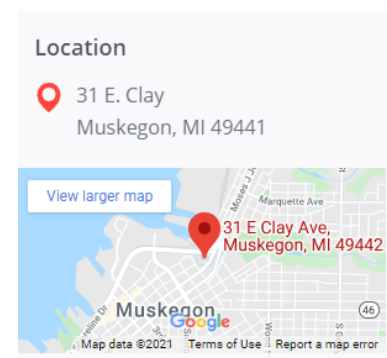 Location
31 E. Clay
Muskegon, MI 49441
View larger map
Marquette Ave
31 E Clay Ave,
Muskegon, MI 49442
46
Muskegon
Google
Map data ©2021 Terms of Use Report a map error